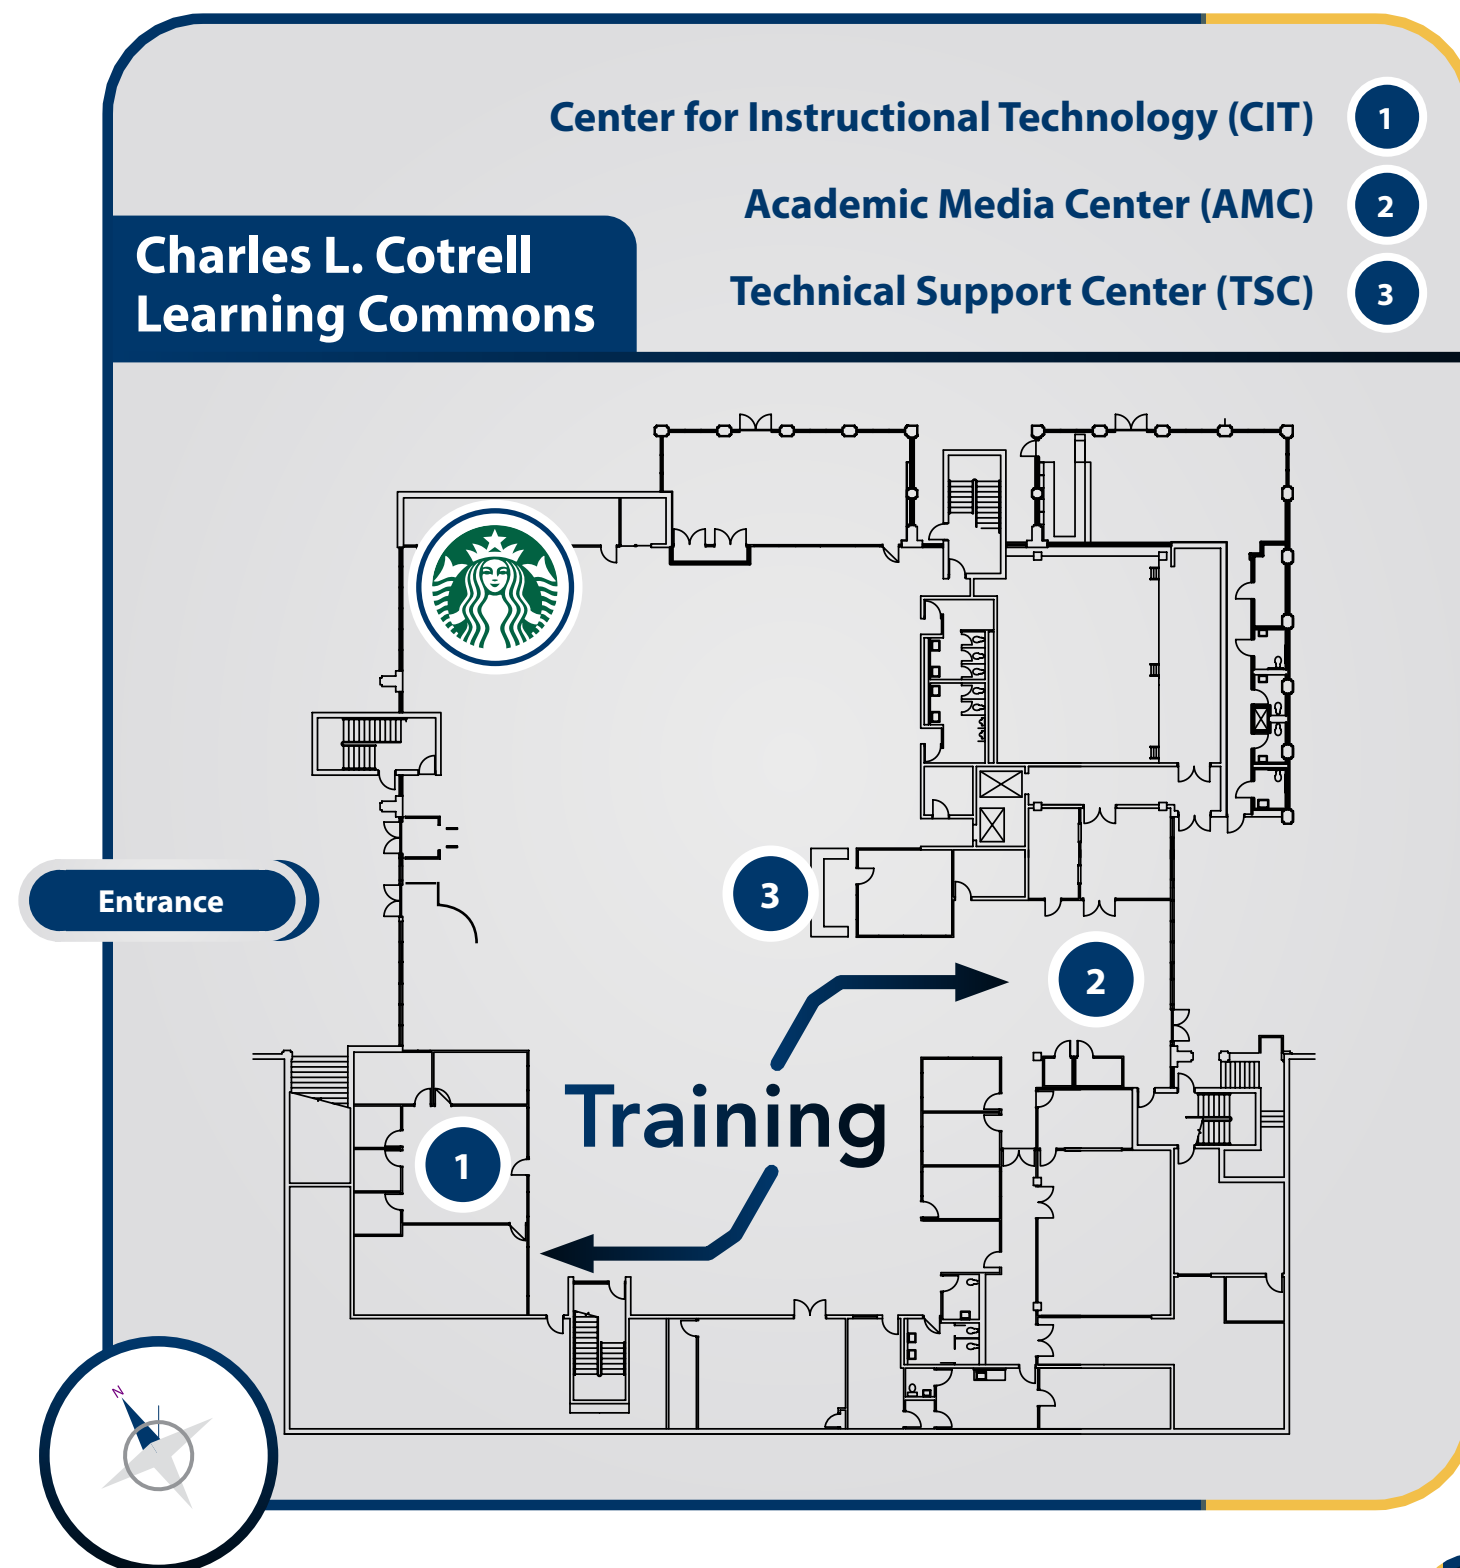 Center for Instructional Technology (CIT) 1
Academic Media Center (AMC) 2
Technical Support Center (TSC) 3
Charles L. Cotrell
Learning Commons
Entrance
3
2
Training
1
N